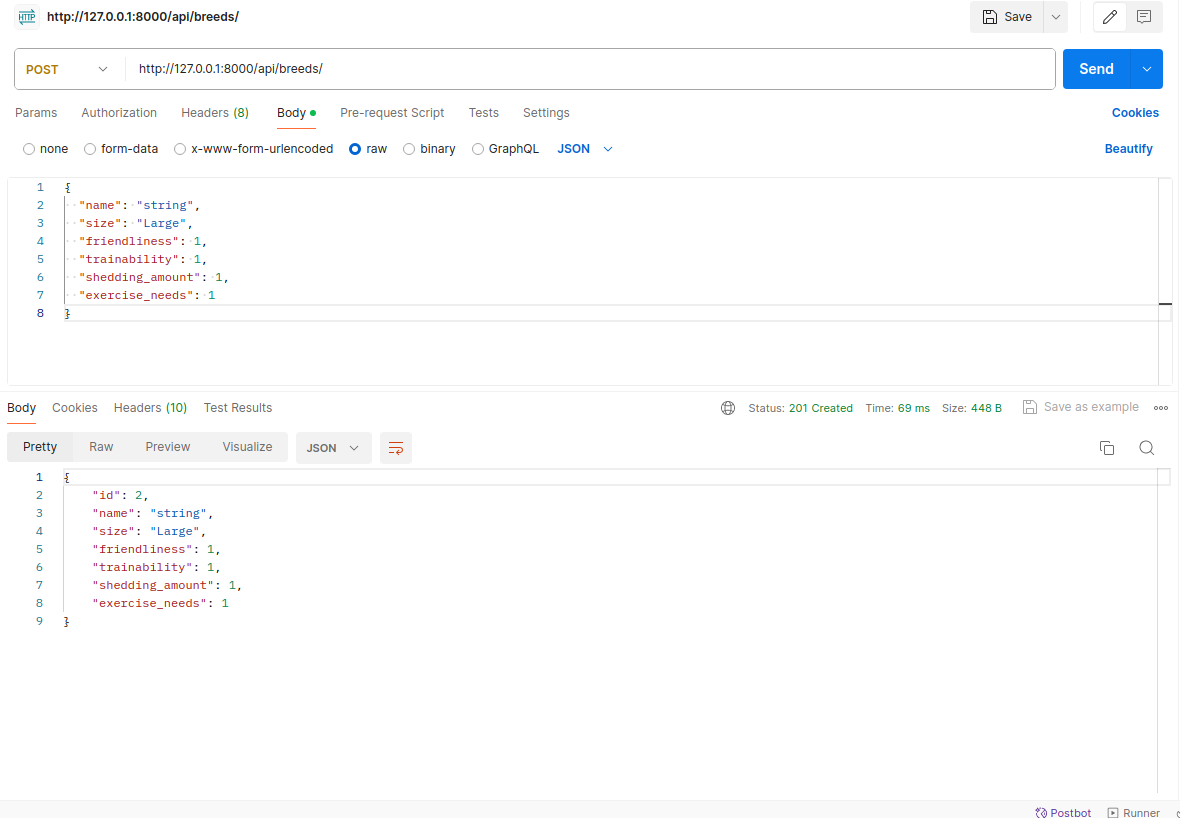 HTTP http://127.0.0.1:8000/api/breeds/ Save
POST http://127.0.0.1:8000/api/breeds/ Send
Params Authorization Headers (8) Body Pre-request Script Tests Settings Cookies
none form-data x-www-form-urlencoded raw binary GraphQL JSON Beautify
1 {
2 "name": "string",
3 "size": "Large",
4 "friendliness": 1,
5 "trainability": 1,
6 "shedding_amount": 1,
7 "exercise_needs": 1
8 }
Body Cookies Headers (10) Test Results Status: 201 Created Time: 69 ms Size: 448 B Save as example
Pretty Raw Preview Visualize JSON
1 {
2 "id": 2,
3 "name": "string",
4 "size": "Large",
5 "friendliness": 1,
6 "trainability": 1,
7 "shedding_amount": 1,
8 "exercise_needs": 1
9 }
Postbot Runner